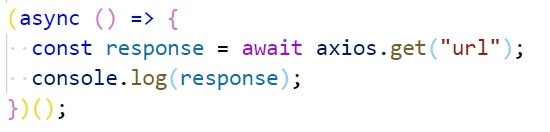 (async () => {
  const response = await axios.get("url");
  console.log(response);
})();